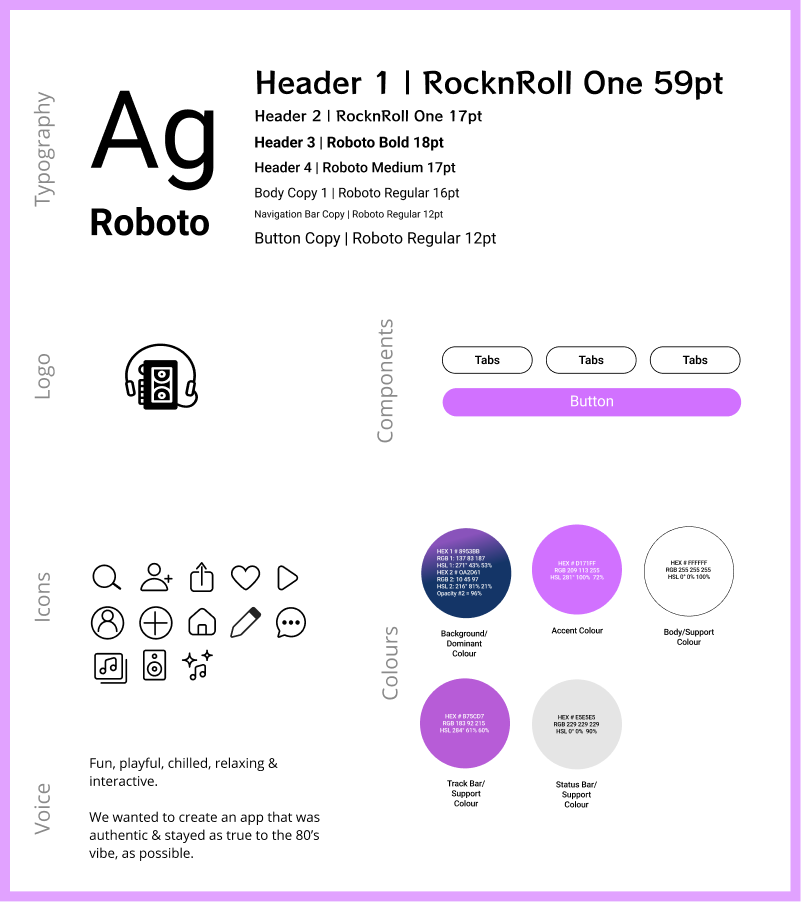 Typography
Ag
Roboto
Header 1 | RocknRoll One 59pt
Header 2 | RocknRoll One 17pt
Header 3 | Roboto Bold 18pt
Header 4 | Roboto Medium 17pt
Body Copy 1 | Roboto Regular 16pt
Navigation Bar Copy | Roboto Regular 12pt
Button Copy | Roboto Regular 12pt
Logo
Components
Tabs
Tabs
Tabs
Button
Icons
Colours
HEX 1 # 8953BB
RGB 1: 137 83 187
HSL 1: 271° 43% 53%
HEX 2 # 0A2D61
RGB 2: 10 45 97
HSL 2: 216° 81% 21%
Opacity #2 = 96%
Background/
Dominant
Colour
HEX # D171FF
RGB 209 113 255
HSL 281° 100% 72%
Accent Colour
HEX # FFFFFF
RGB 255 255 255
HSL 0° 0% 100%
Body/Support
Colour
HEX # B75CD7
RGB 183 92 215
HSL 284° 61% 60%
Track Bar/
Support
Colour
HEX # E5E5E5
RGB 229 229 229
HSL 0° 0% 90%
Status Bar/
Support
Colour
Voice
Fun, playful, chilled, relaxing &
interactive.
We wanted to create an app that was
authentic & stayed as true to the 80's
vibe, as possible.